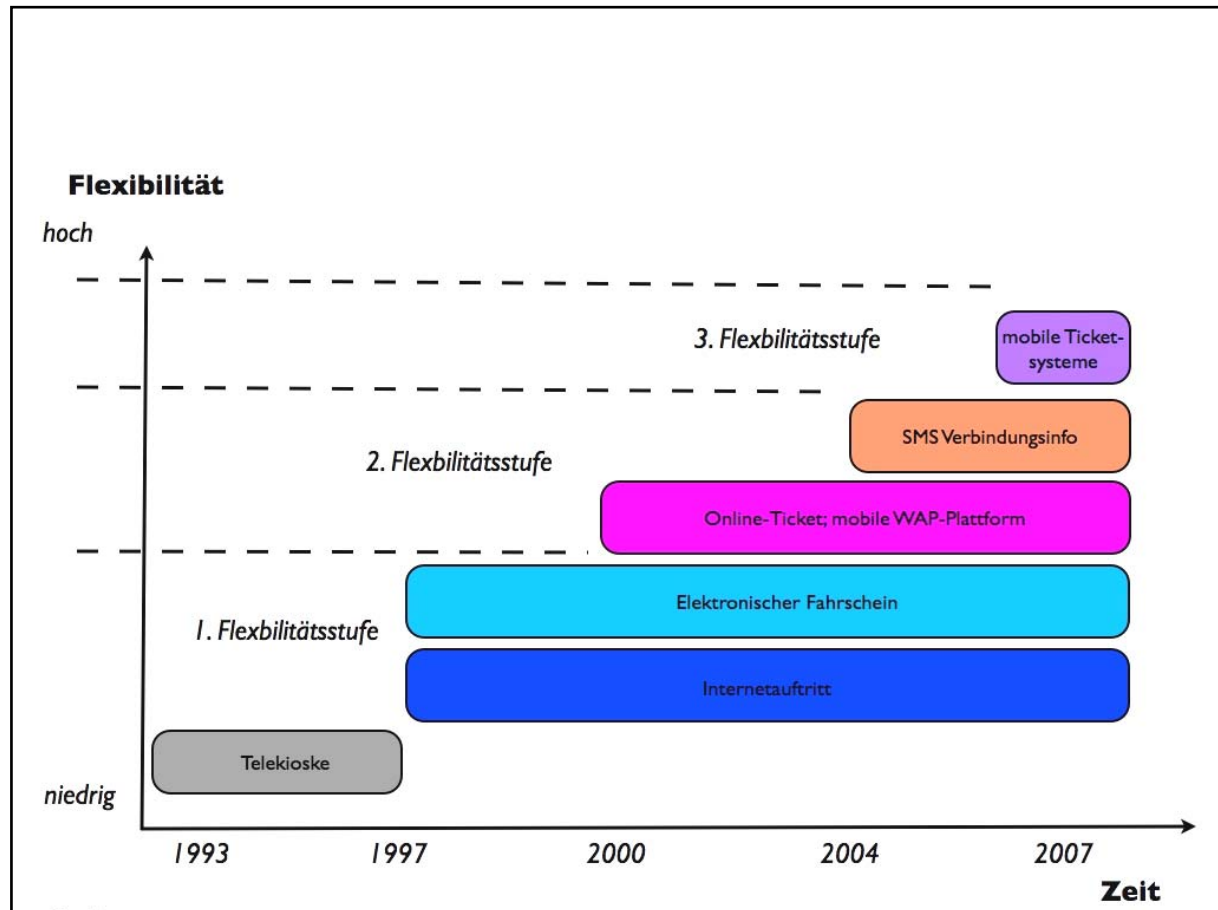 Flexibilität
hoch
3. Flexbilitätsstufe
mobile Ticket-
systeme
SMS Verbindungsinfo
2. Flexbilitätsstufe
Online-Ticket; mobile WAP-Plattform
Elektronischer Fahrschein
1. Flexbilitätsstufe
Internetauftritt
Telekioske
niedrig
1993 1997 2000 2004 2007
Zeit